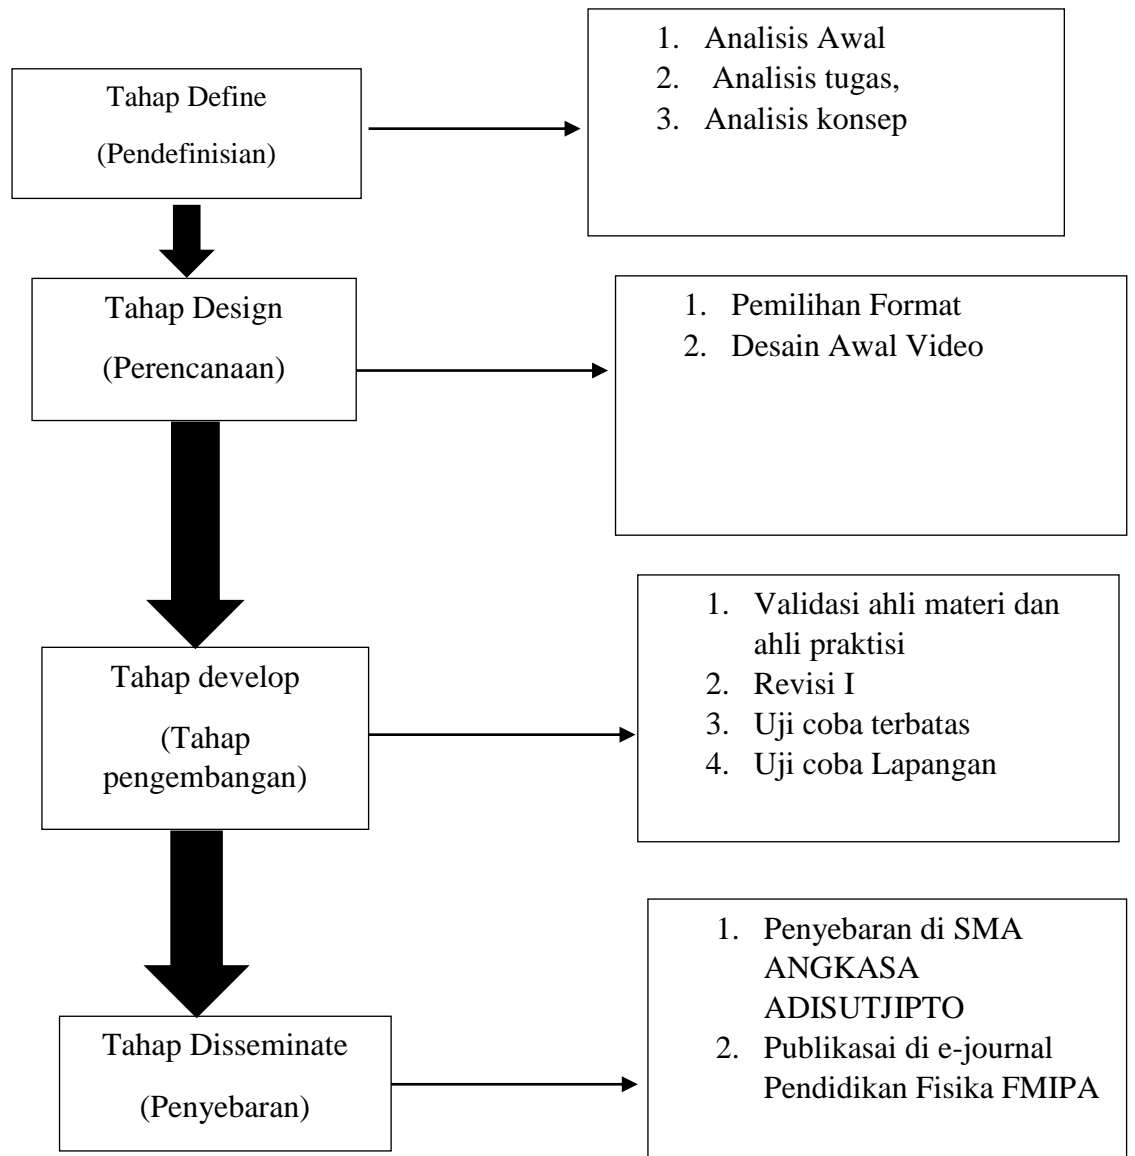 Tahap Define
(Pendefinisian)
1. Analisis Awal
2. Analisis tugas,
3. Analisis konsep
Tahap Design
(Perencanaan)
1. Pemilihan Format
2. Desain Awal Video
Tahap develop
(Tahap
pengembangan)
1. Validasi ahli materi dan
ahli praktisi
2. Revisi I
3. Uji coba terbatas
4. Uji coba Lapangan
Tahap Disseminate
(Penyebaran)
1. Penyebaran di SMA
ANGKASA
ADISUTJIPTO
2. Publikasai di e-journal
Pendidikan Fisika FMIPA